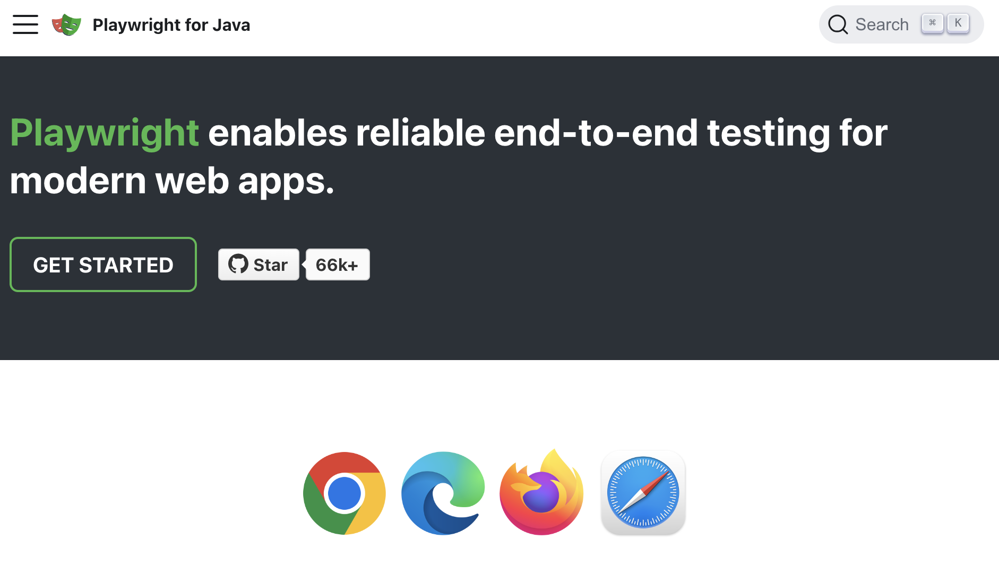 Playwright for Java
Search ⌘ K
Playwright enables reliable end-to-end testing for
modern web apps.
GET STARTED
Star 66k+